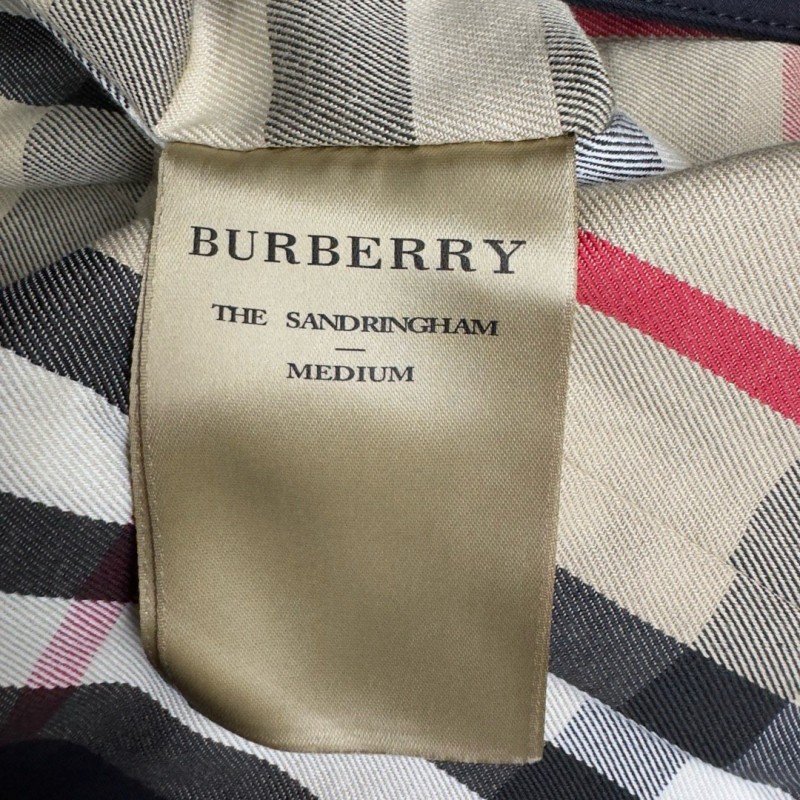 BURBERRY
THE SANDRINGHAM
—
MEDIUM